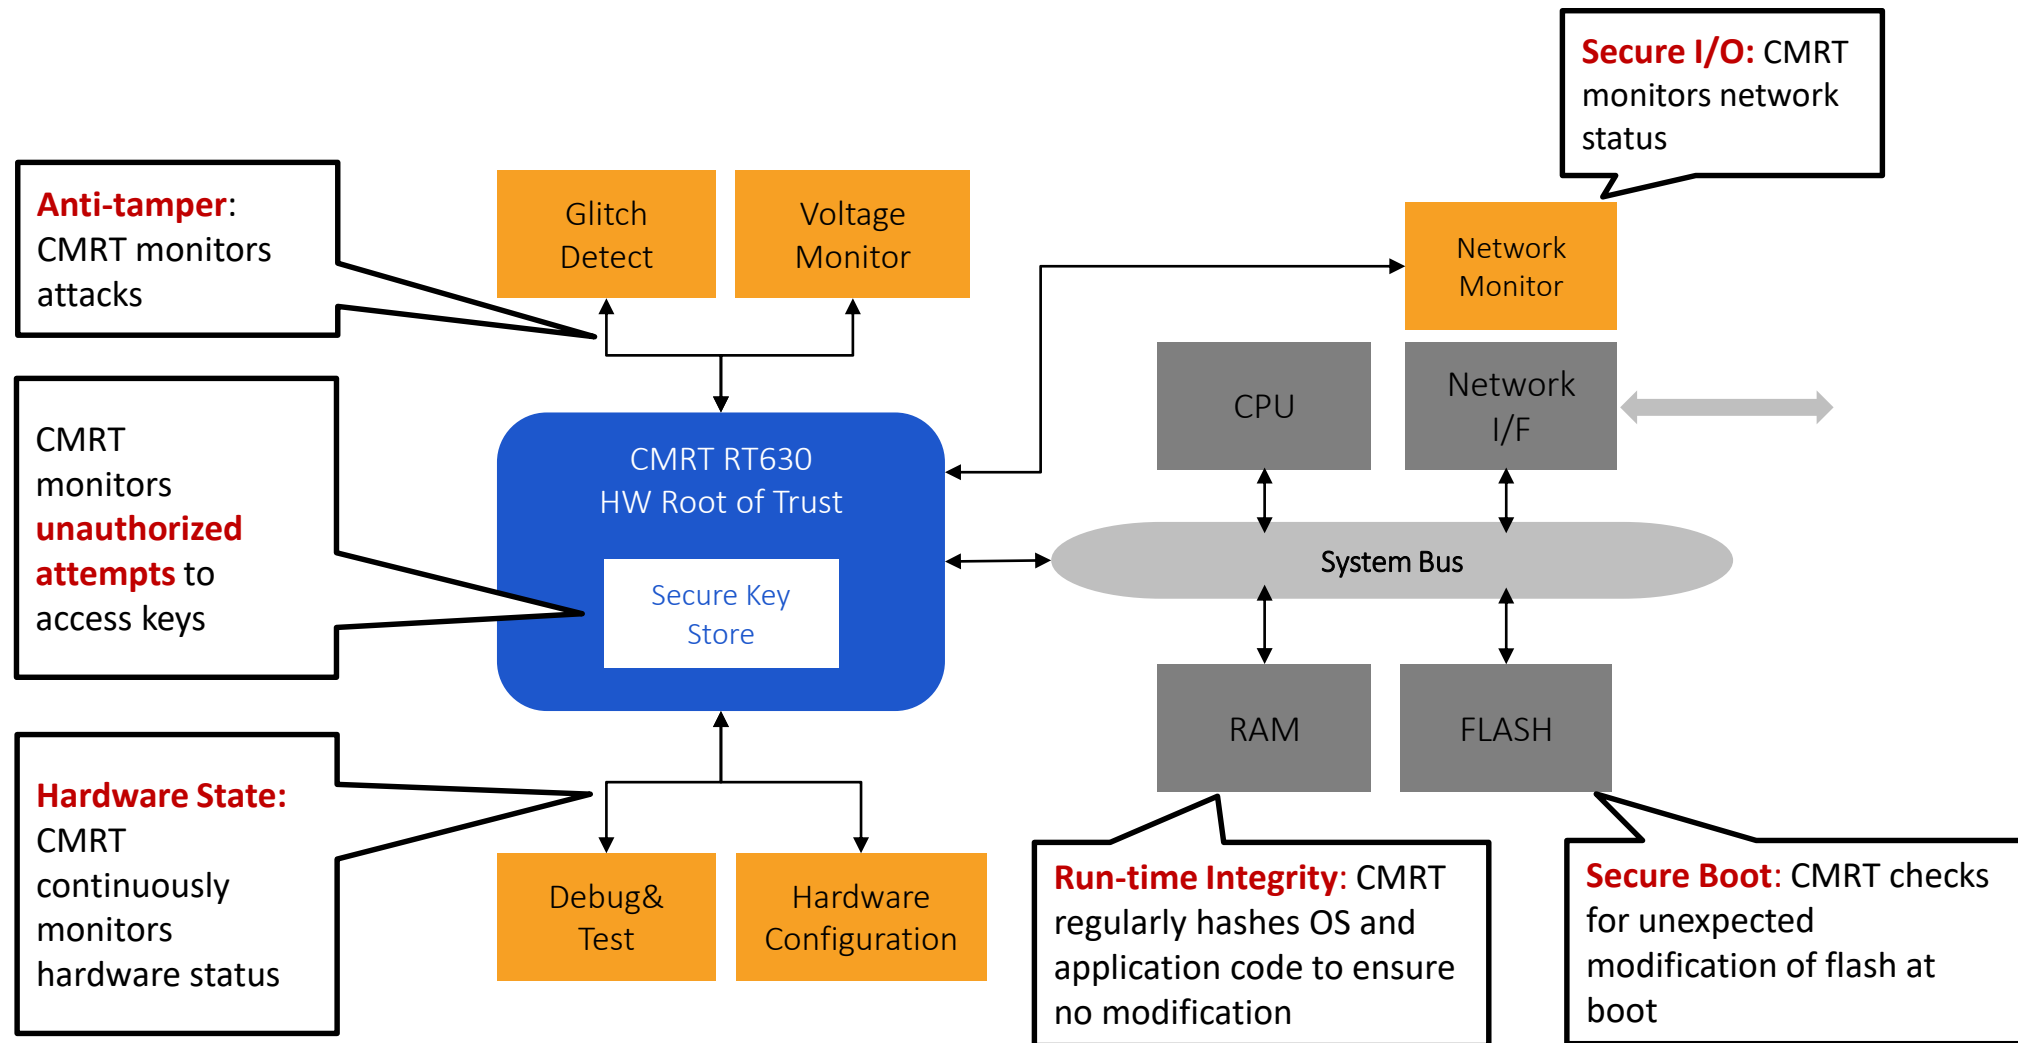 Secure I/O: CMRT
monitors network
status
Anti-tamper:
CMRT monitors
attacks
Glitch
Detect
Voltage
Monitor
Network
Monitor
CMRT
monitors
unauthorized
attempts to
access keys
CMRT RT630
HW Root of Trust
Secure Key
Store
CPU
Network
I/F
System Bus
RAM
FLASH
Hardware State:
CMRT
continuously
monitors
hardware status
Debug&
Test
Hardware
Configuration
Run-time Integrity: CMRT
regularly hashes OS and
application code to ensure
no modification
Secure Boot: CMRT checks
for unexpected
modification of flash at
boot